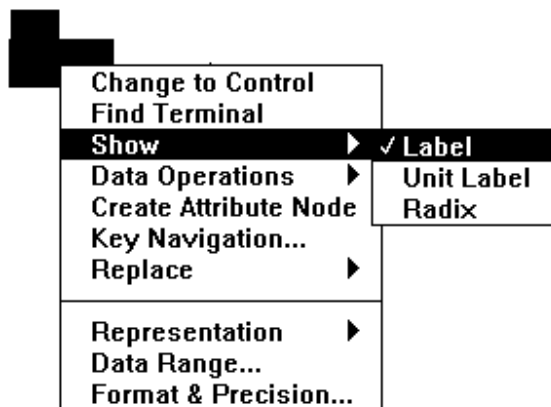 Change to Control
Find Terminal
Show
✓ Label
Unit Label
Radix
Data Operations
Create Attribute Node
Key Navigation...
Replace
Representation
Data Range...
Format & Precision...